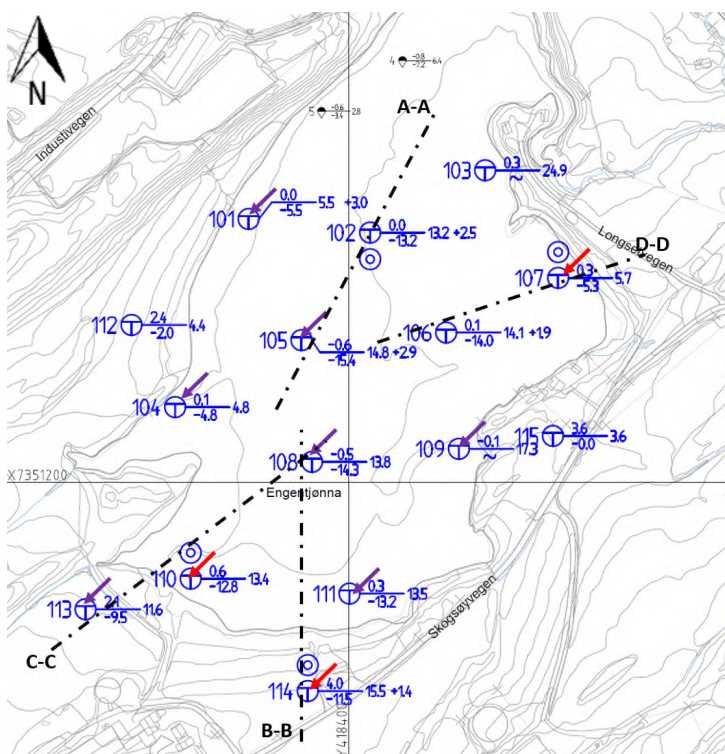 N
Industivegen
4 -0.8 6.4
-7.2
5 -0.6 2.8
-3.4
A-A
103 0.3 24.9
~
101 0.0 5.5 +3.0
-5.5
102 0.0 13.2 +2.5
-13.2
Longsetvegen
D-D
107 0.3 5.7
-5.3
112 2.4 4.4
-2.0
105 -0.6 14.8 +2.9
-15.4
106 0.1 14.1 +1.9
-14.0
104 0.1 4.8
-4.8
108 -0.5 13.8
-14.3
109 -0.1 17.3
~
115 3.6 3.6
-0.0
X7351200
Engertjønna
110 0.6 13.4
-12.8
111 0.3 13.5
-13.2
113 2.1 11.6
-9.5
Skogsøyvegen
C-C
114 4.0 15.5 +1.4
-11.5
B-B